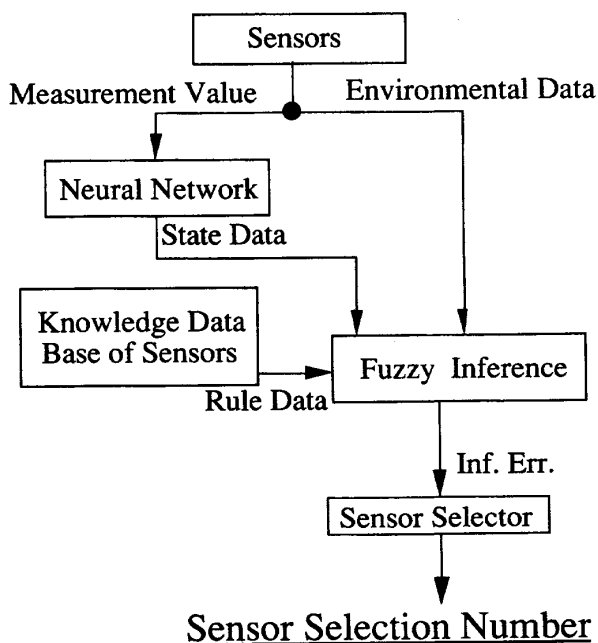 Sensors
Measurement Value
Environmental Data
Neural Network
State Data
Knowledge Data
Base of Sensors
Rule Data
Fuzzy Inference
Inf. Err.
Sensor Selector
Sensor Selection Number